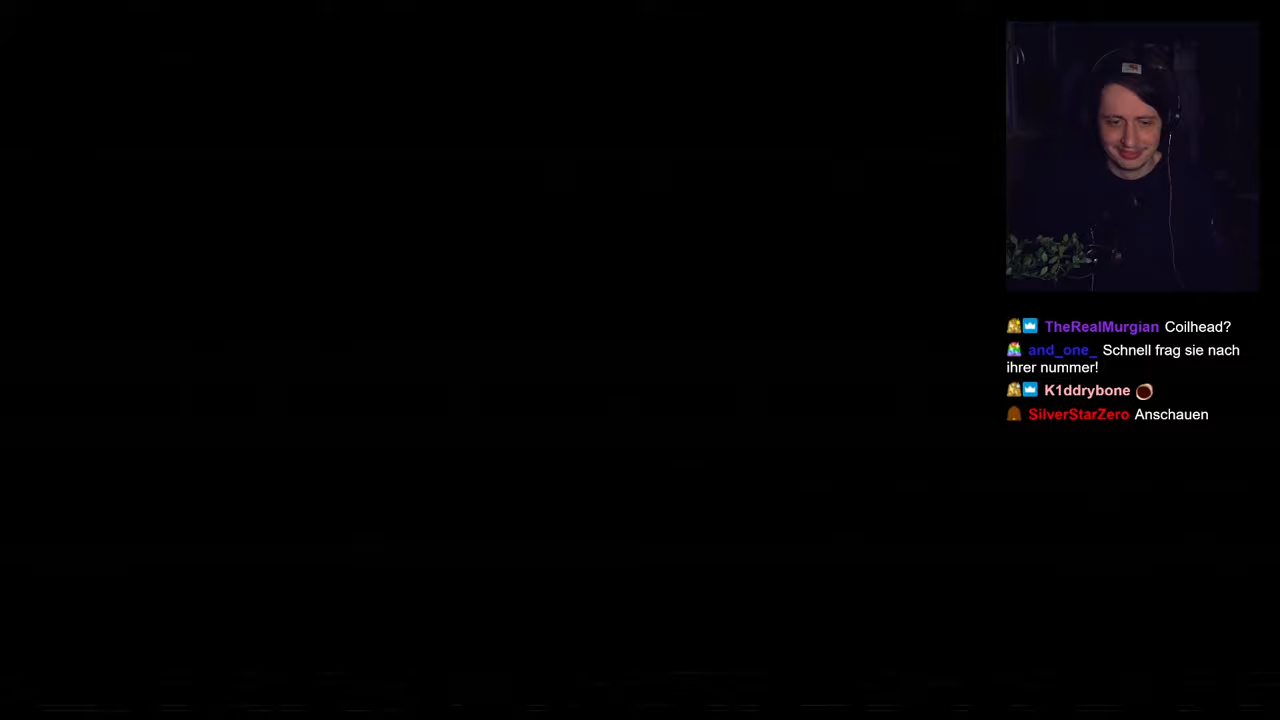 TheRealMurgian Coilhead?
and_one_ Schnell frag sie nach
ihrer nummer!
K1ddrybone
SilverStarZero Anschauen